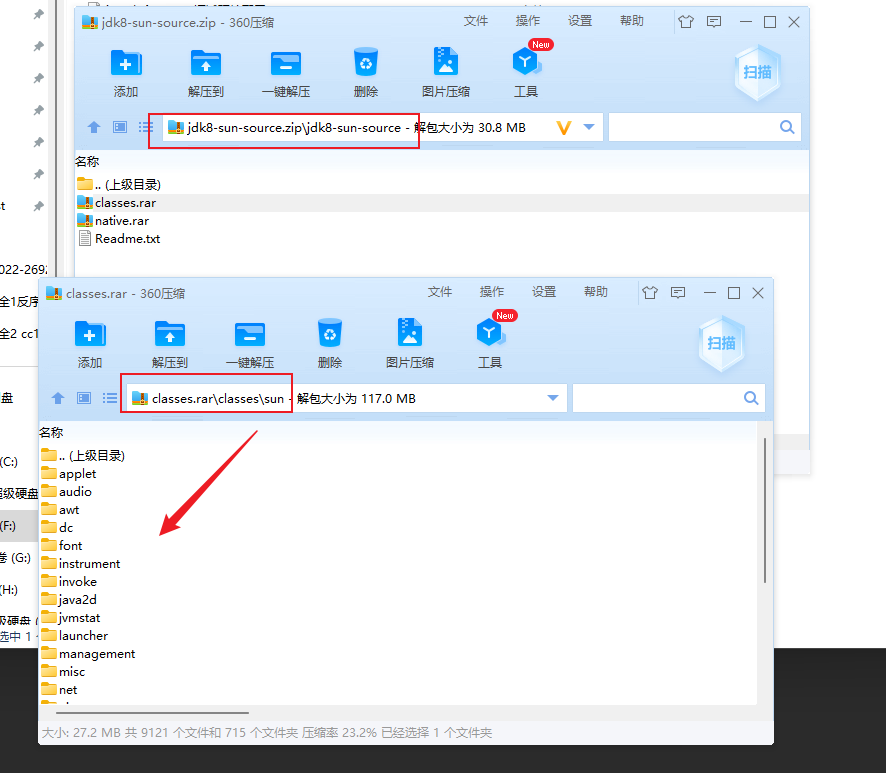 jdk8-sun-source.zip - 360压缩
文件 操作 设置 帮助
New
添加 解压到 一键解压 删除 图片压缩 工具
扫描
jdk8-sun-source.zip\jdk8-sun-source - 解包大小为 30.8 MB
名称
.. (上级目录)
classes.rar
native.rar
Readme.txt
022-2692
全1反序
全2 cc1
盘
(C:)
超级硬盘
(F:)
卷 (G:)
(H:)
级硬盘 (
选中 1
classes.rar - 360压缩
文件 操作 设置 帮助
New
添加 解压到 一键解压 删除 图片压缩 工具
扫描
classes.rar\classes\sun - 解包大小为 117.0 MB
名称
.. (上级目录)
applet
audio
awt
dc
font
instrument
invoke
java2d
jvmstat
launcher
management
misc
net
大小: 27.2 MB 共 9121 个文件和 715 个文件夹 压缩率 23.2% 已经选择 1 个文件夹